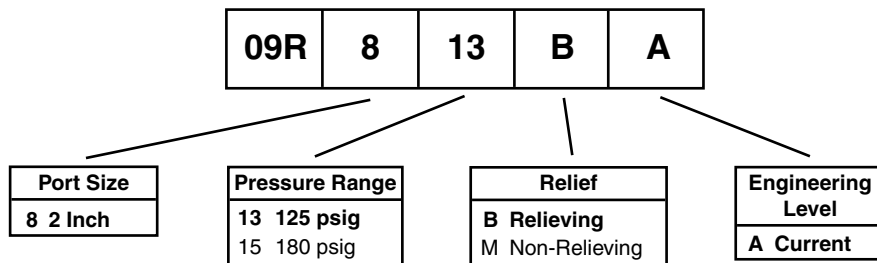 09R 8 13 B A
Port Size
8 2 Inch
Pressure Range
13 125 psig
15 180 psig
Relief
B Relieving
M Non-Relieving
Engineering
Level
A Current